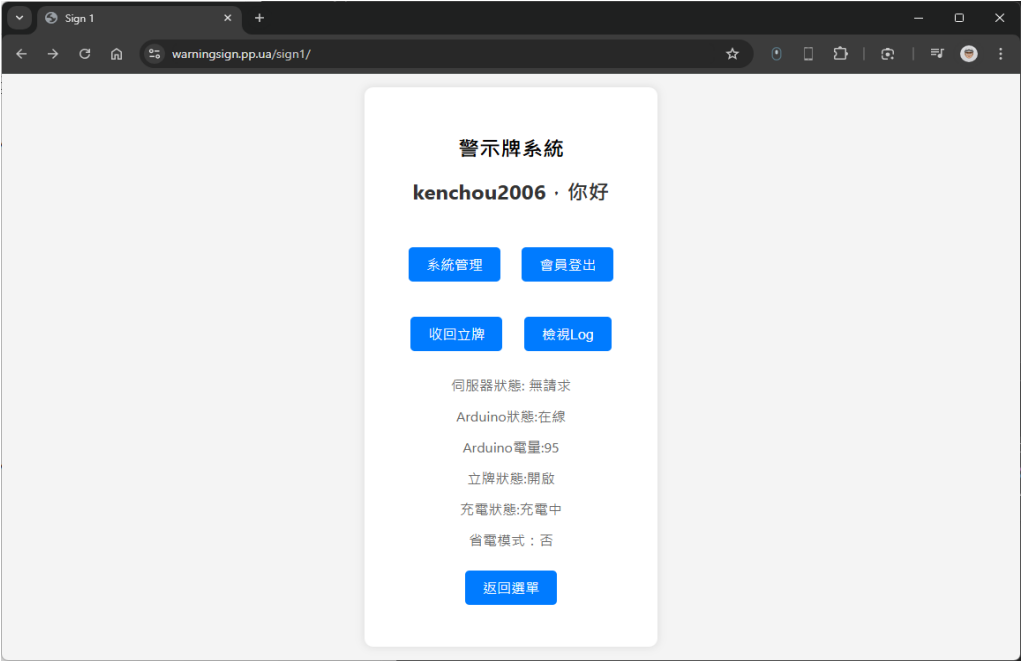 Sign 1
warningsign.pp.ua/sign1/
警示牌系統
kenchou2006，你好
系統管理 會員登出
收回立牌 檢視Log
伺服器狀態: 無請求
Arduino狀態:在線
Arduino電量:95
立牌狀態:開啟
充電狀態:充電中
省電模式：否
返回選單